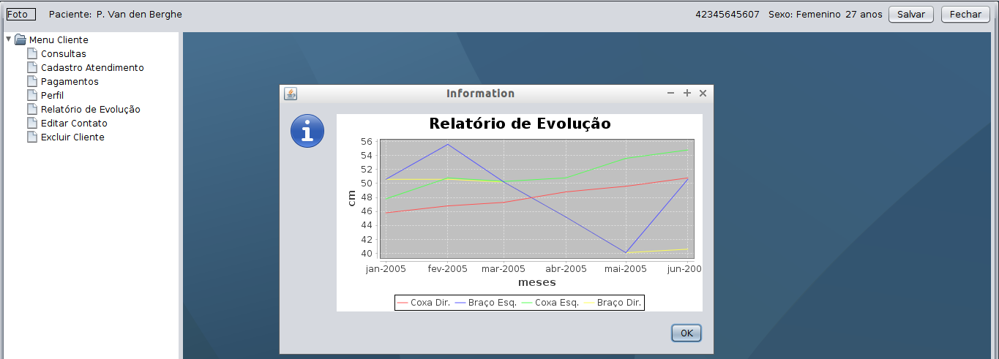 Foto Paciente: P. Van den Berghe 42345645607 Sexo: Femenino 27 anos Salvar Fechar
Menu Cliente
Consultas
Cadastro Atendimento
Pagamentos
Perfil
Relatório de Evolução
Editar Contato
Excluir Cliente
Information
Relatório de Evolução
56
54
52
50
48
46
44
42
40
cm
jan-2005 fev-2005 mar-2005 abr-2005 mai-2005 jun-200
meses
Coxa Dir. Braço Esq. Coxa Esq. Braço Dir.
OK